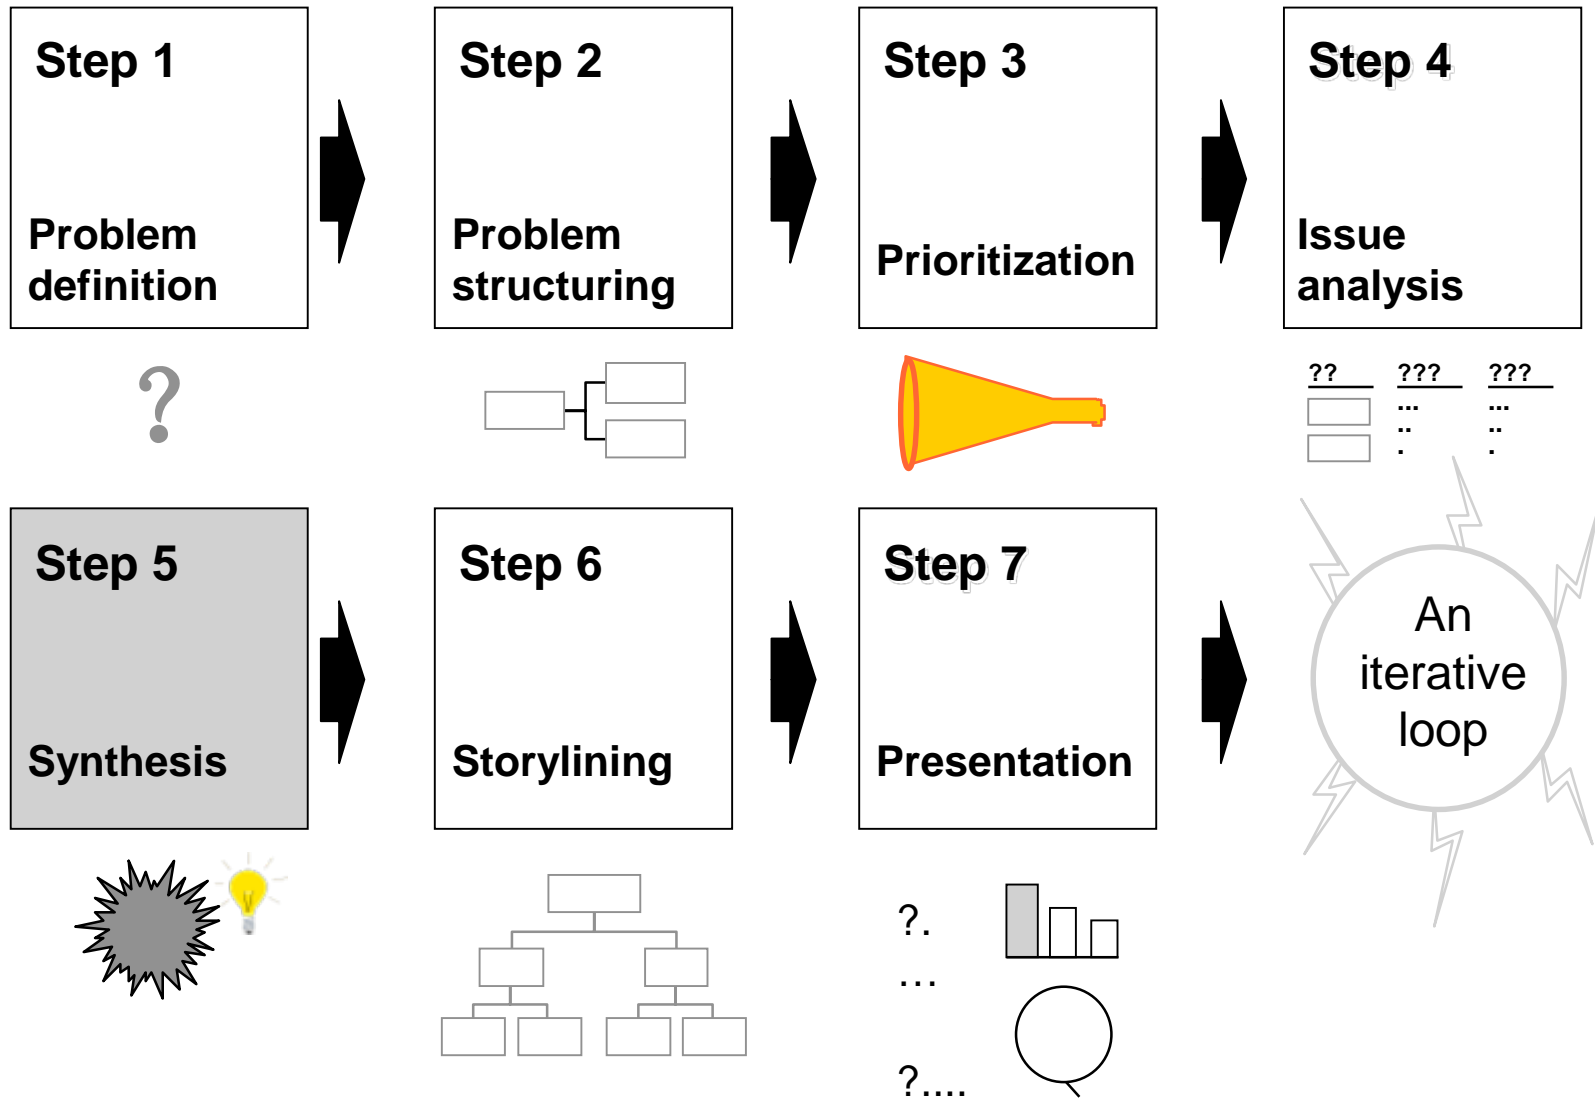 Step 1
Problem
definition
Step 2
Problem
structuring
Step 3
Prioritization
Step 4
Issue
analysis
?
?? ??? ???
... ...
.. ..
. .
Step 5
Synthesis
Step 6
Storylining
Step 7
Presentation
An
iterative
loop
?.
...
?....